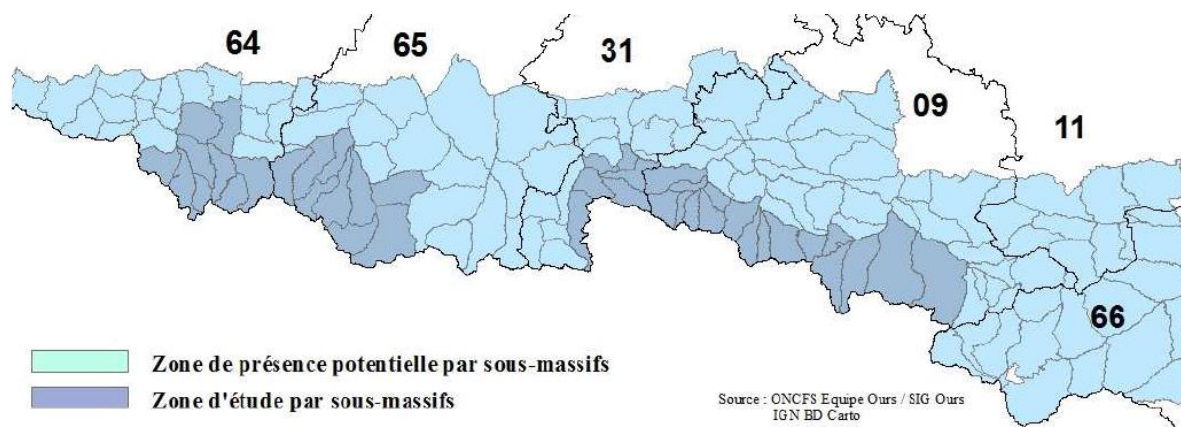 64
65
31
09
11
66
Zone de présence potentielle par sous-massifs
Zone d'étude par sous-massifs
Source : ONCFS Equipe Ours / SIG Ours
IGN BD Carto